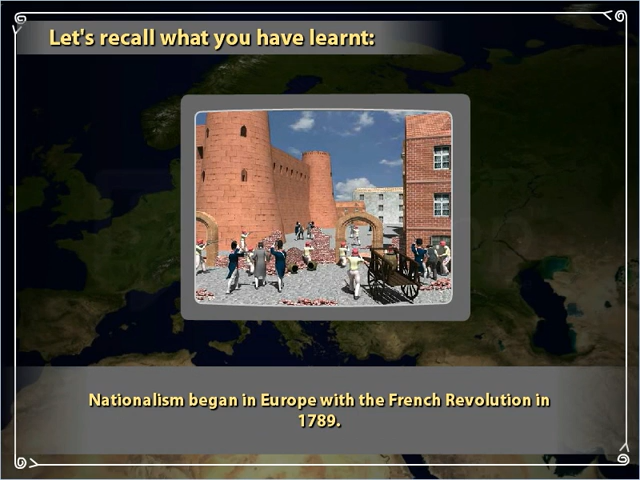 Let's recall what you have learnt:
Nationalism began in Europe with the French Revolution in
1789.